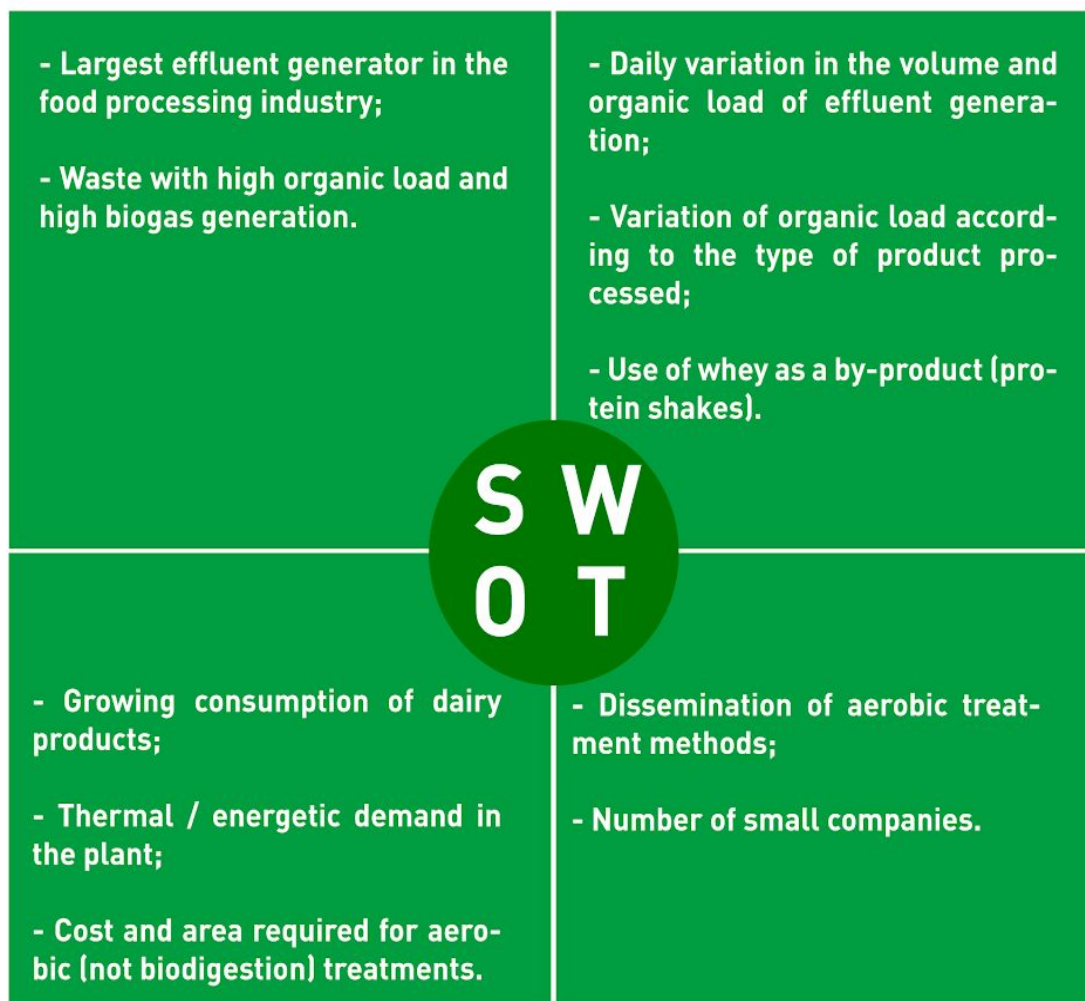 - Largest effluent generator in the
food processing industry;
- Waste with high organic load and
high biogas generation.
- Daily variation in the volume and
organic load of effluent genera-
tion;
- Variation of organic load accord-
ing to the type of product pro-
cessed;
- Use of whey as a by-product (pro-
tein shakes).
S W
O T
- Growing consumption of dairy
products;
- Thermal / energetic demand in
the plant;
- Cost and area required for aero-
bic (not biodigestion) treatments.
- Dissemination of aerobic treat-
ment methods;
- Number of small companies.